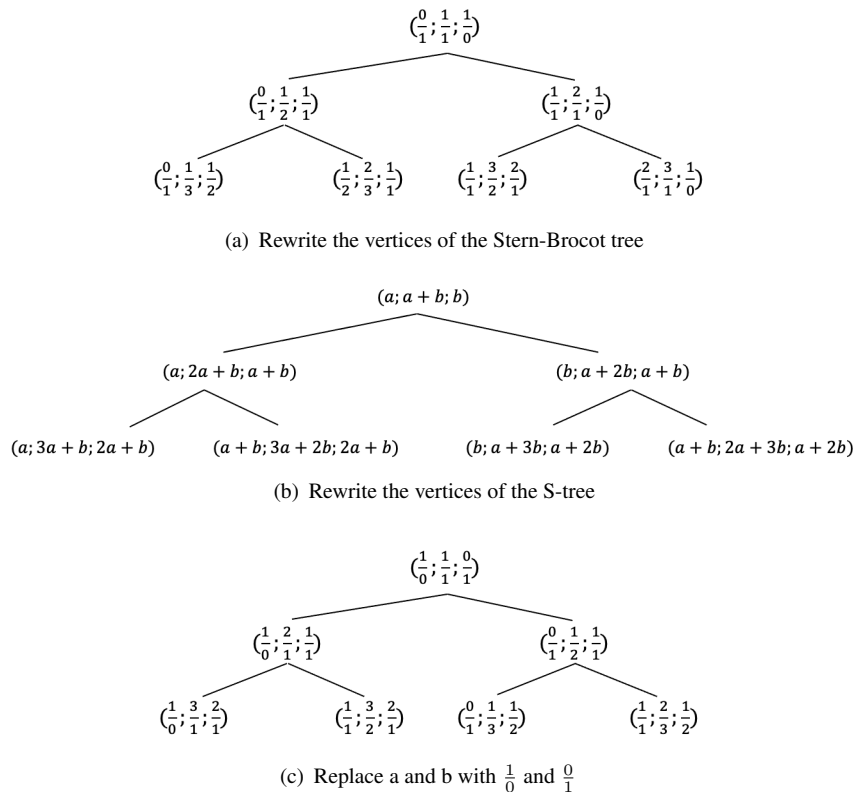 (0/1; 1/1; 1/0)
(0/1; 1/2; 1/1) (1/1; 2/1; 1/0)
(0/1; 1/3; 1/2) (1/2; 2/3; 1/1) (1/1; 3/2; 2/1) (2/1; 3/1; 1/0)
(a) Rewrite the vertices of the Stern-Brocot tree
(a; a + b; b)
(a; 2a + b; a + b) (b; a + 2b; a + b)
(a; 3a + b; 2a + b) (a + b; 3a + 2b; 2a + b) (b; a + 3b; a + 2b) (a + b; 2a + 3b; a + 2b)
(b) Rewrite the vertices of the S-tree
(1/0; 1/1; 0/1)
(1/0; 2/1; 1/1) (0/1; 1/2; 1/1)
(1/0; 3/1; 2/1) (1/1; 3/2; 2/1) (0/1; 1/3; 1/2) (1/1; 2/3; 1/2)
(c) Replace a and b with 1/0 and 0/1